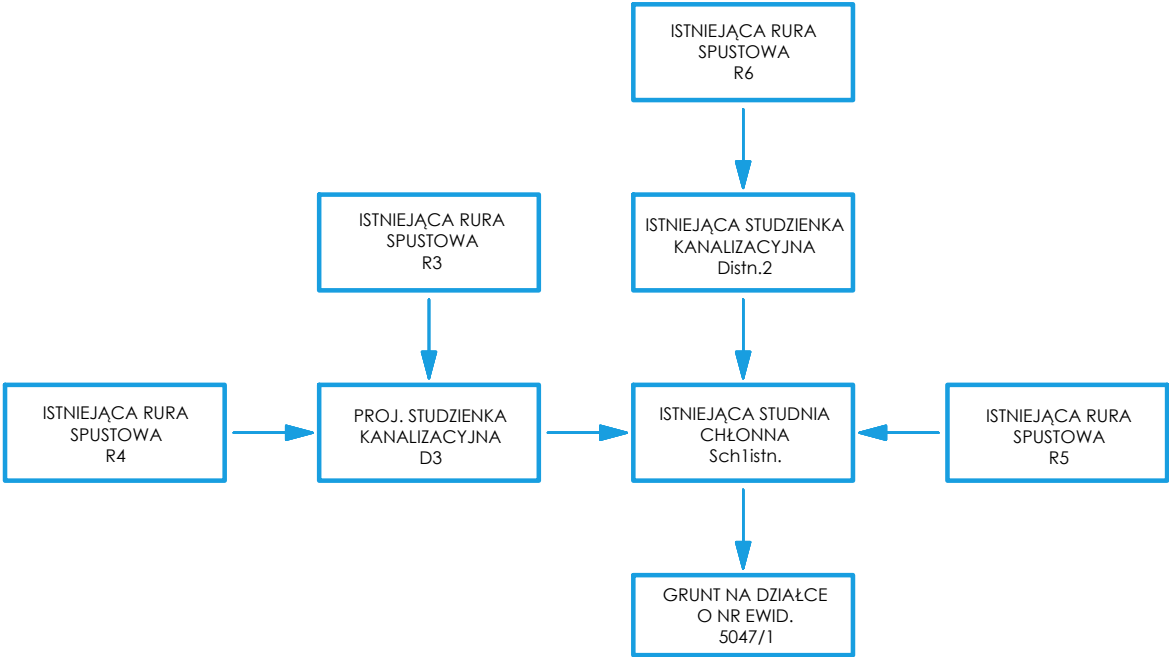 ISTNIEJĄCA RURA
SPUSTOWA
R6
ISTNIEJĄCA RURA
SPUSTOWA
R3
ISTNIEJĄCA STUDZIENKA
KANALIZACYJNA
Distn.2
ISTNIEJĄCA RURA
SPUSTOWA
R4
PROJ. STUDZIENKA
KANALIZACYJNA
D3
ISTNIEJĄCA STUDNIA
CHŁONNA
Sch1istn.
ISTNIEJĄCA RURA
SPUSTOWA
R5
GRUNT NA DZIAŁCE
O NR EWID.
5047/1